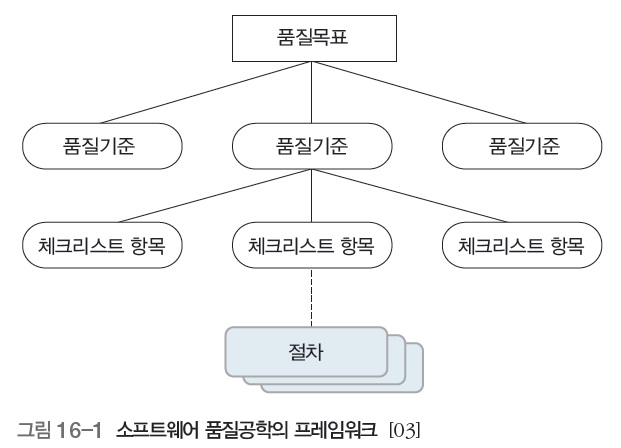 품질목표
품질기준 품질기준 품질기준
체크리스트 항목 체크리스트 항목 체크리스트 항목
절차
그림 16-1 소프트웨어 품질공학의 프레임워크 [03]